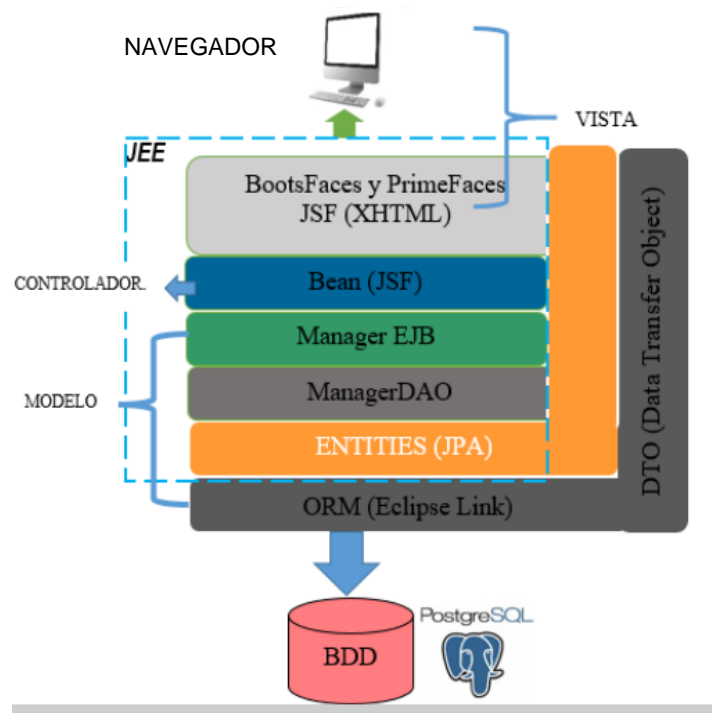 NAVEGADOR
VISTA
JEE
BootsFaces y PrimeFaces
JSF (XHTML)
CONTROLADOR.
Bean (JSF)
Manager EJB
MODELO
ManagerDAO
ENTITIES (JPA)
ORM (Eclipse Link)
DTO (Data Transfer Object)
BDD
PostgreSQL